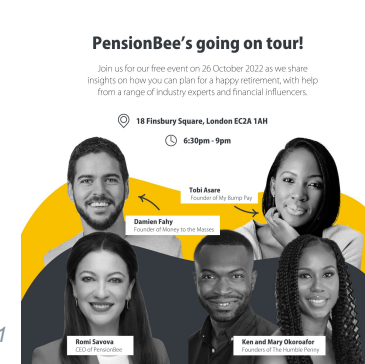 PensionBee's going on tour!
Join us for our free event on 26 October 2022 as we share
insights on how you can plan for a happy retirement, with help
from a range of industry experts and financial influencers.
18 Finsbury Square, London EC2A 1AH
6:30pm - 9pm
Tobi Asare
Founder of My Bump Pay
Damien Fahy
Founder of Money to the Masses
Romi Savova
CEO of PensionBee
Ken and Mary Okoroafor
Founders of The Humble Penny
1